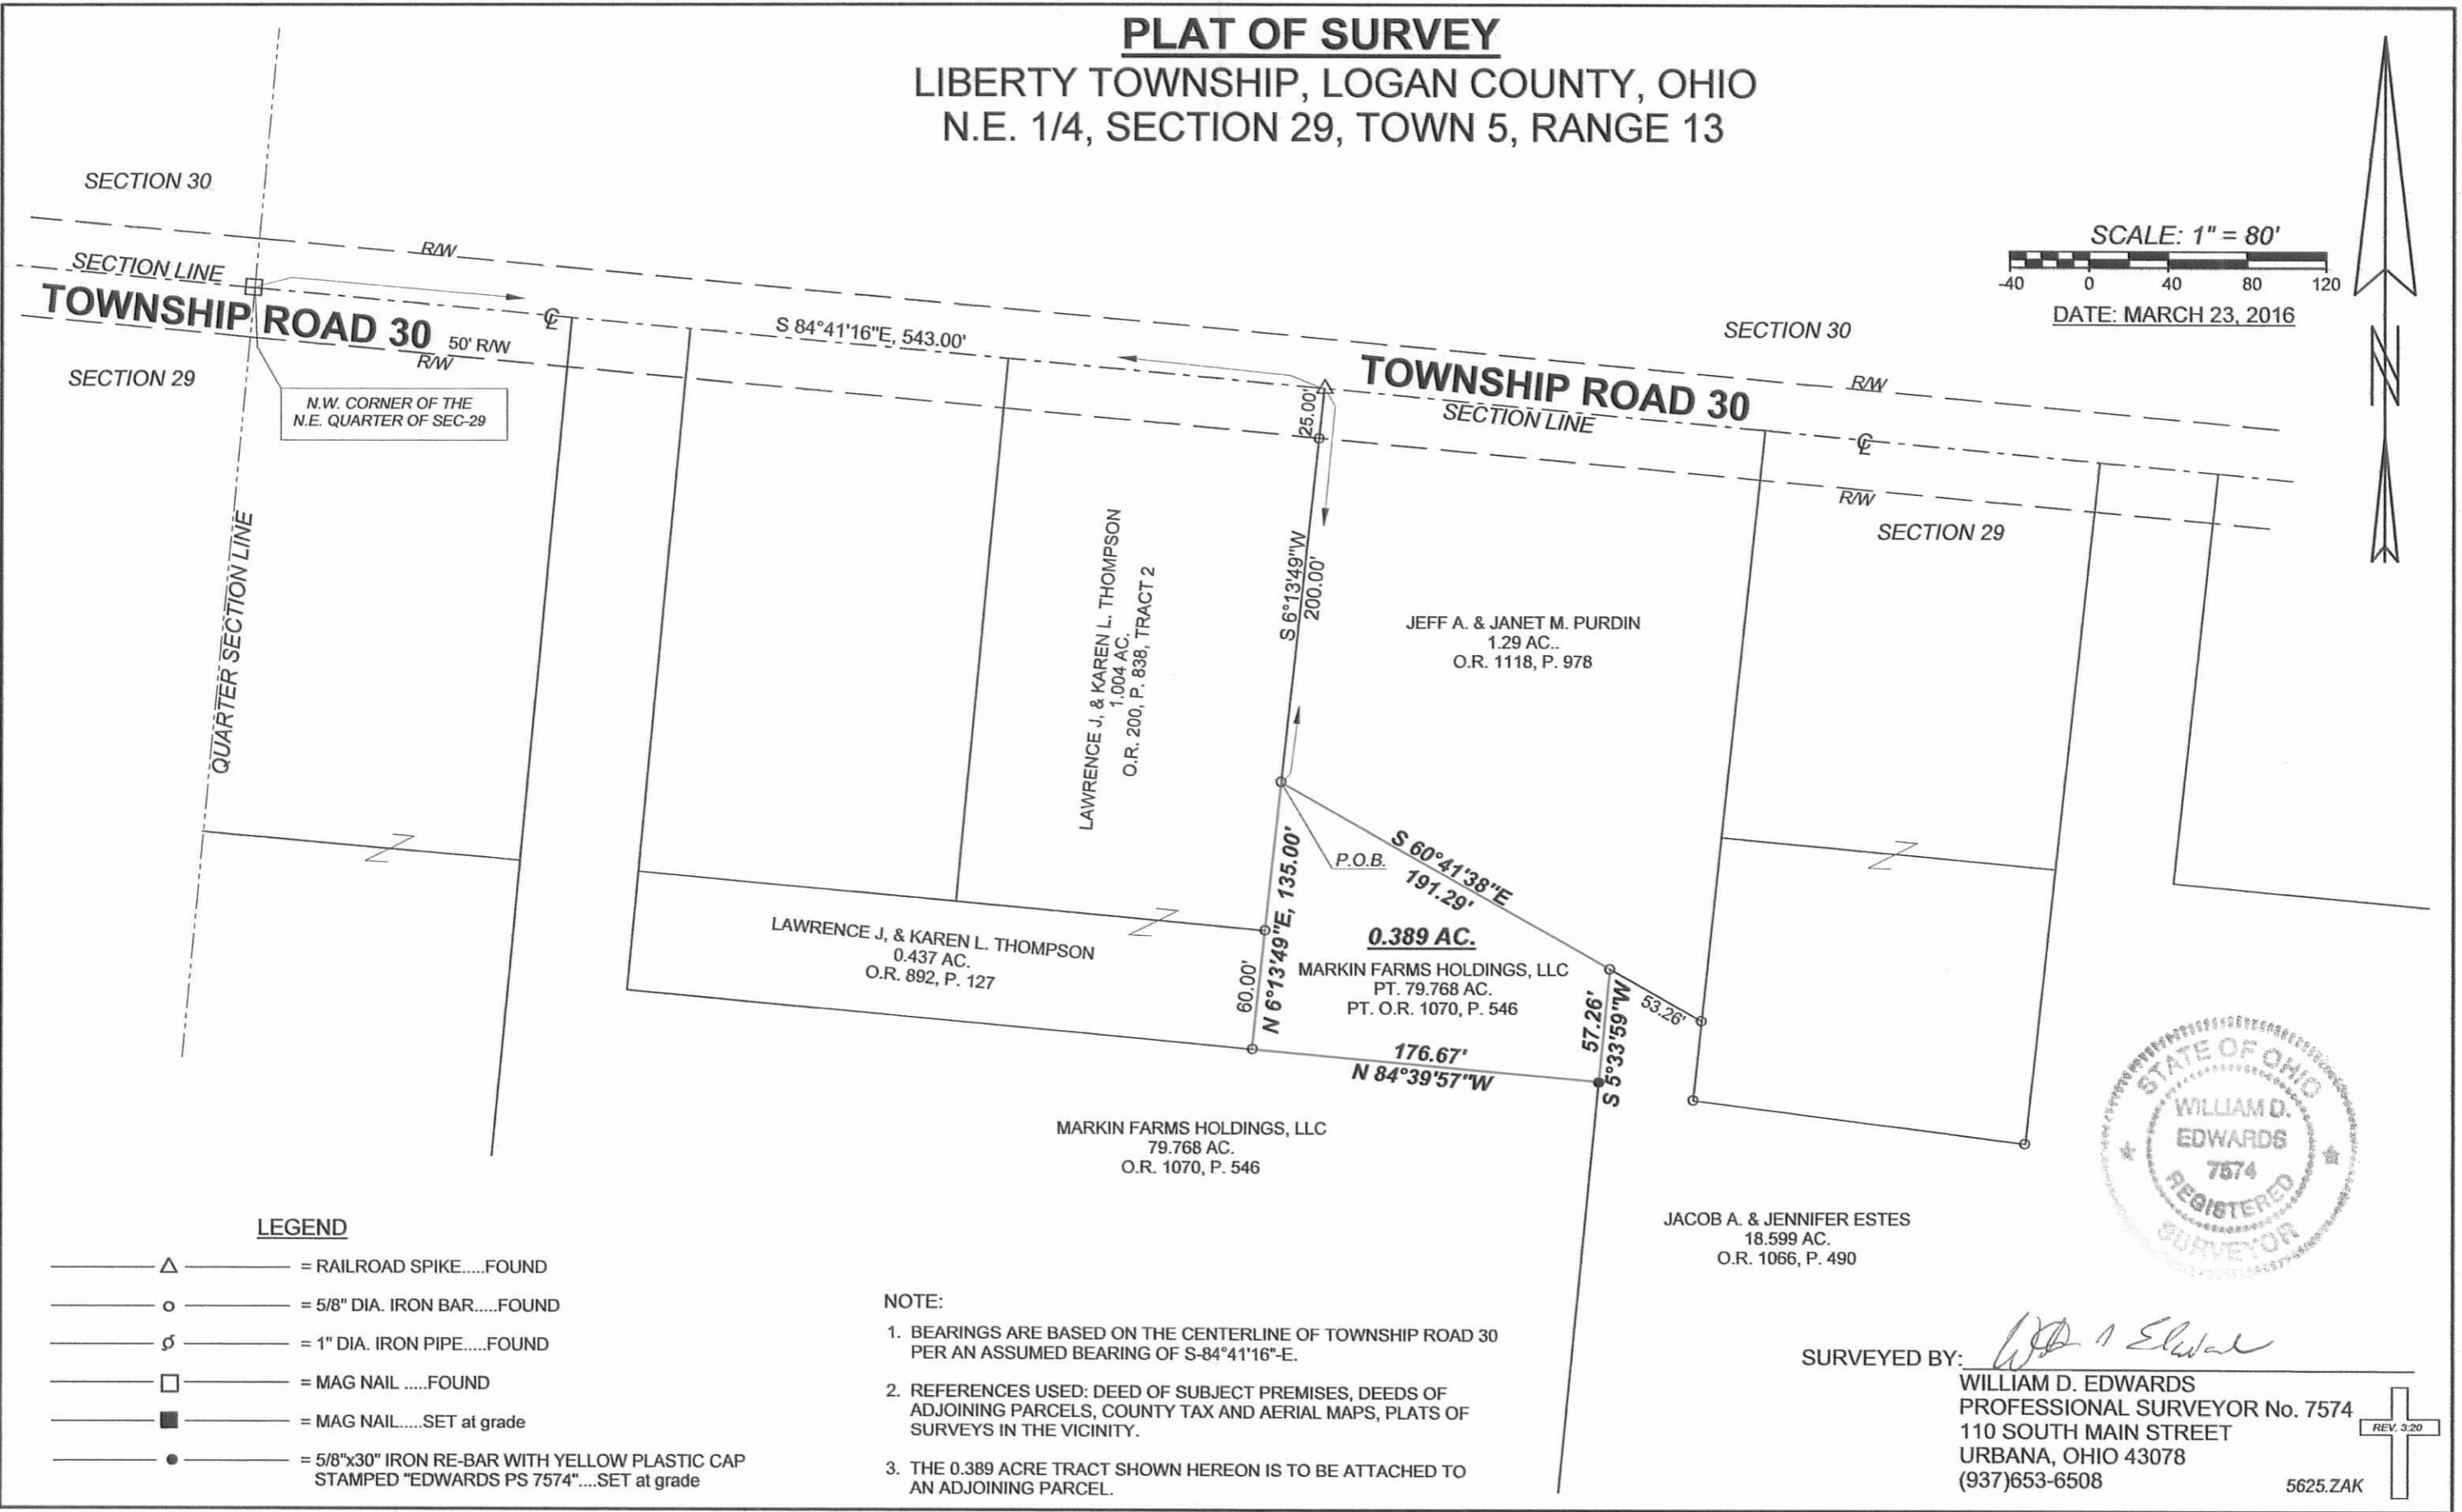 PLAT OF SURVEY
LIBERTY TOWNSHIP, LOGAN COUNTY, OHIO
N.E. 1/4, SECTION 29, TOWN 5, RANGE 13
SECTION 30
R/W
SECTION LINE
TOWNSHIP ROAD 30
50' R/W
R/W
SECTION 29
N.W. CORNER OF THE
N.E. QUARTER OF SEC-29
QUARTER SECTION LINE
℄
S 84°41'16"E, 543.00'
SCALE: 1" = 80'
-40 0 40 80 120
DATE: MARCH 23, 2016
N
SECTION 30
TOWNSHIP ROAD 30
SECTION LINE
R/W
℄
R/W
SECTION 29
25.00'
S 6°13'49"W
200.00'
LAWRENCE J, & KAREN L. THOMPSON
1.004 AC.
O.R. 200, P. 838, TRACT 2
JEFF A. & JANET M. PURDIN
1.29 AC..
O.R. 1118, P. 978
P.O.B.
S 60°41'38"E
191.29'
N 6°13'49"E, 135.00'
60.00'
LAWRENCE J, & KAREN L. THOMPSON
0.437 AC.
O.R. 892, P. 127
0.389 AC.
MARKIN FARMS HOLDINGS, LLC
PT. 79.768 AC.
PT. O.R. 1070, P. 546
57.26'
S 5°33'59"W
53.26'
176.67'
N 84°39'57"W
MARKIN FARMS HOLDINGS, LLC
79.768 AC.
O.R. 1070, P. 546
JACOB A. & JENNIFER ESTES
18.599 AC.
O.R. 1066, P. 490
STATE OF OHIO
WILLIAM D.
EDWARDS
7574
REGISTERED
SURVEYOR
LEGEND
= RAILROAD SPIKE.....FOUND
= 5/8" DIA. IRON BAR.....FOUND
= 1" DIA. IRON PIPE.....FOUND
= MAG NAIL .....FOUND
= MAG NAIL.....SET at grade
= 5/8"x30" IRON RE-BAR WITH YELLOW PLASTIC CAP
STAMPED "EDWARDS PS 7574"....SET at grade
NOTE:
1. BEARINGS ARE BASED ON THE CENTERLINE OF TOWNSHIP ROAD 30
PER AN ASSUMED BEARING OF S-84°41'16"-E.
2. REFERENCES USED: DEED OF SUBJECT PREMISES, DEEDS OF
ADJOINING PARCELS, COUNTY TAX AND AERIAL MAPS, PLATS OF
SURVEYS IN THE VICINITY.
3. THE 0.389 ACRE TRACT SHOWN HEREON IS TO BE ATTACHED TO
AN ADJOINING PARCEL.
SURVEYED BY:
WILLIAM D. EDWARDS
PROFESSIONAL SURVEYOR No. 7574
110 SOUTH MAIN STREET
URBANA, OHIO 43078
(937)653-6508
REV. 3:20
5625.ZAK